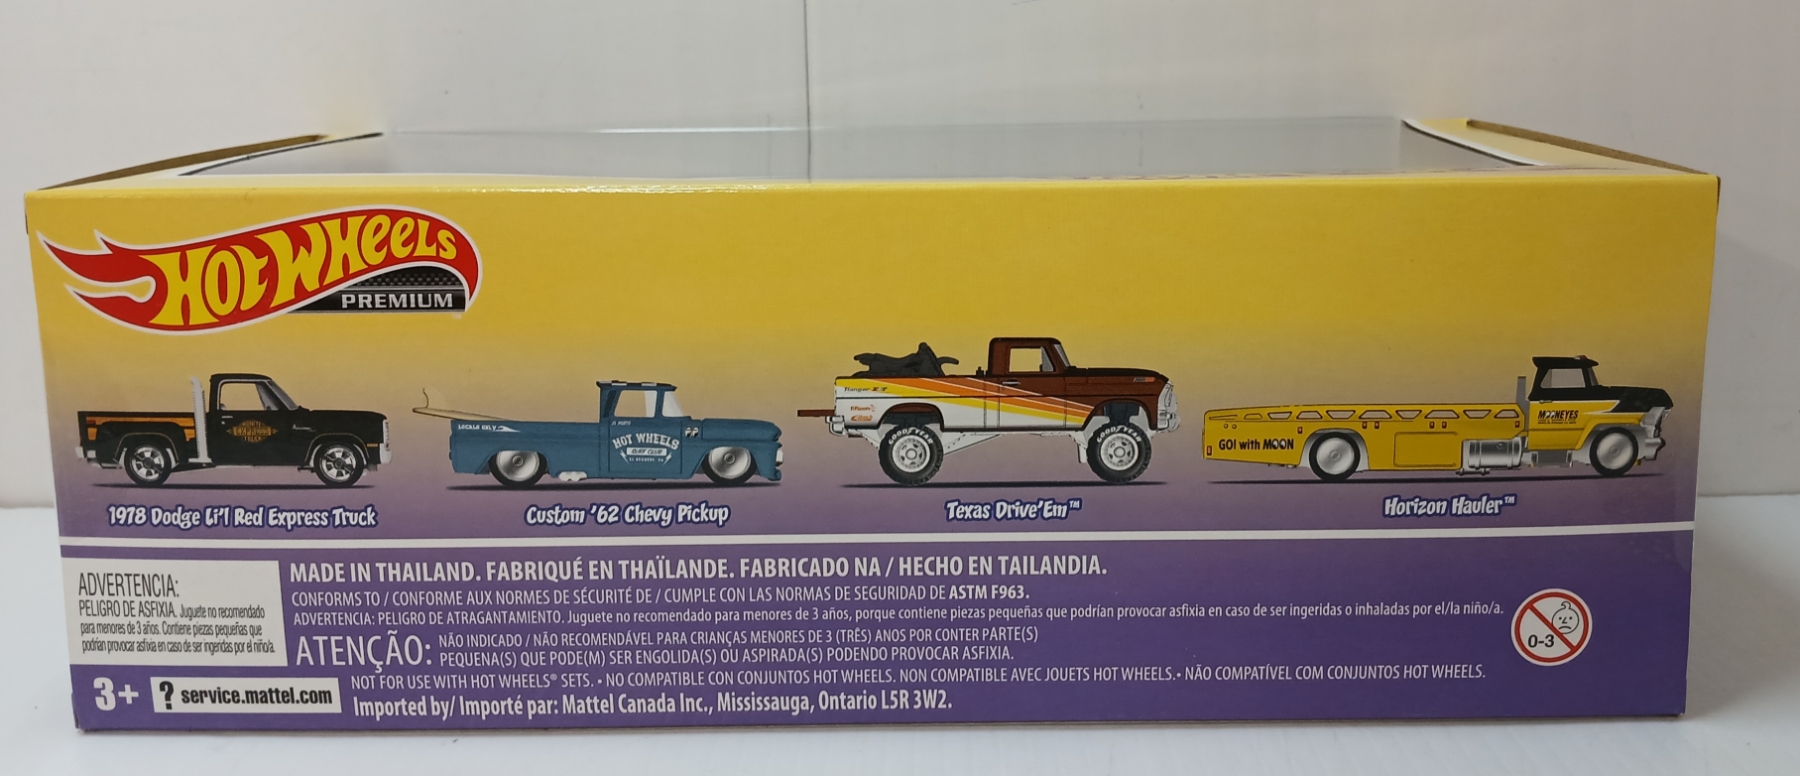 HOT WHEELS
PREMIUM
LOCALS ONLY
HOT WHEELS
Ranger XLT
GOODYEAR
GOODYEAR
GO! with MOON
MOONEYES
1978 Dodge Li'l Red Express Truck
Custom '62 Chevy Pickup
Texas Drive'Em™
Horizon Hauler™
ADVERTENCIA:
PELIGRO DE ASFIXIA. Juguete no recomendado
para menores de 3 años. Contiene piezas pequeñas que
podrían provocar asfixia en caso de ser ingeridas por el niño/a.
MADE IN THAILAND. FABRIQUÉ EN THAÏLANDE. FABRICADO NA / HECHO EN TAILANDIA.
CONFORMS TO / CONFORME AUX NORMES DE SÉCURITÉ DE / CUMPLE CON LAS NORMAS DE SEGURIDAD DE ASTM F963.
ADVERTENCIA: PELIGRO DE ATRAGANTAMIENTO. Juguete no recomendado para menores de 3 años, porque contiene piezas pequeñas que podrían provocar asfixia en caso de ser ingeridas o inhaladas por el/la niño/a.
ATENÇÃO: NÃO INDICADO / NÃO RECOMENDÁVEL PARA CRIANÇAS MENORES DE 3 (TRÊS) ANOS POR CONTER PARTE(S)
PEQUENA(S) QUE PODE(M) SER ENGOLIDA(S) OU ASPIRADA(S) PODENDO PROVOCAR ASFIXIA.
0-3
NOT FOR USE WITH HOT WHEELS® SETS. • NO COMPATIBLE CON CONJUNTOS HOT WHEELS. NON COMPATIBLE AVEC JOUETS HOT WHEELS. • NÃO COMPATÍVEL COM CONJUNTOS HOT WHEELS.
3+ ? service.mattel.com
Imported by/ Importé par: Mattel Canada Inc., Mississauga, Ontario L5R 3W2.